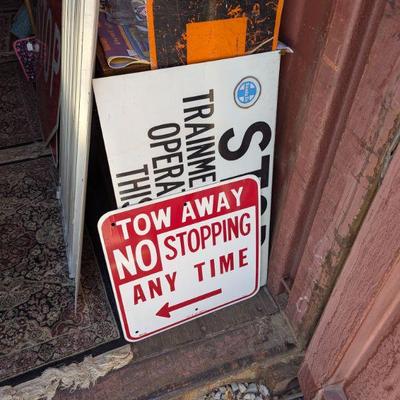 STOP
TRAINME
OPERA
THIS
TOW AWAY
NO STOPPING
ANY TIME